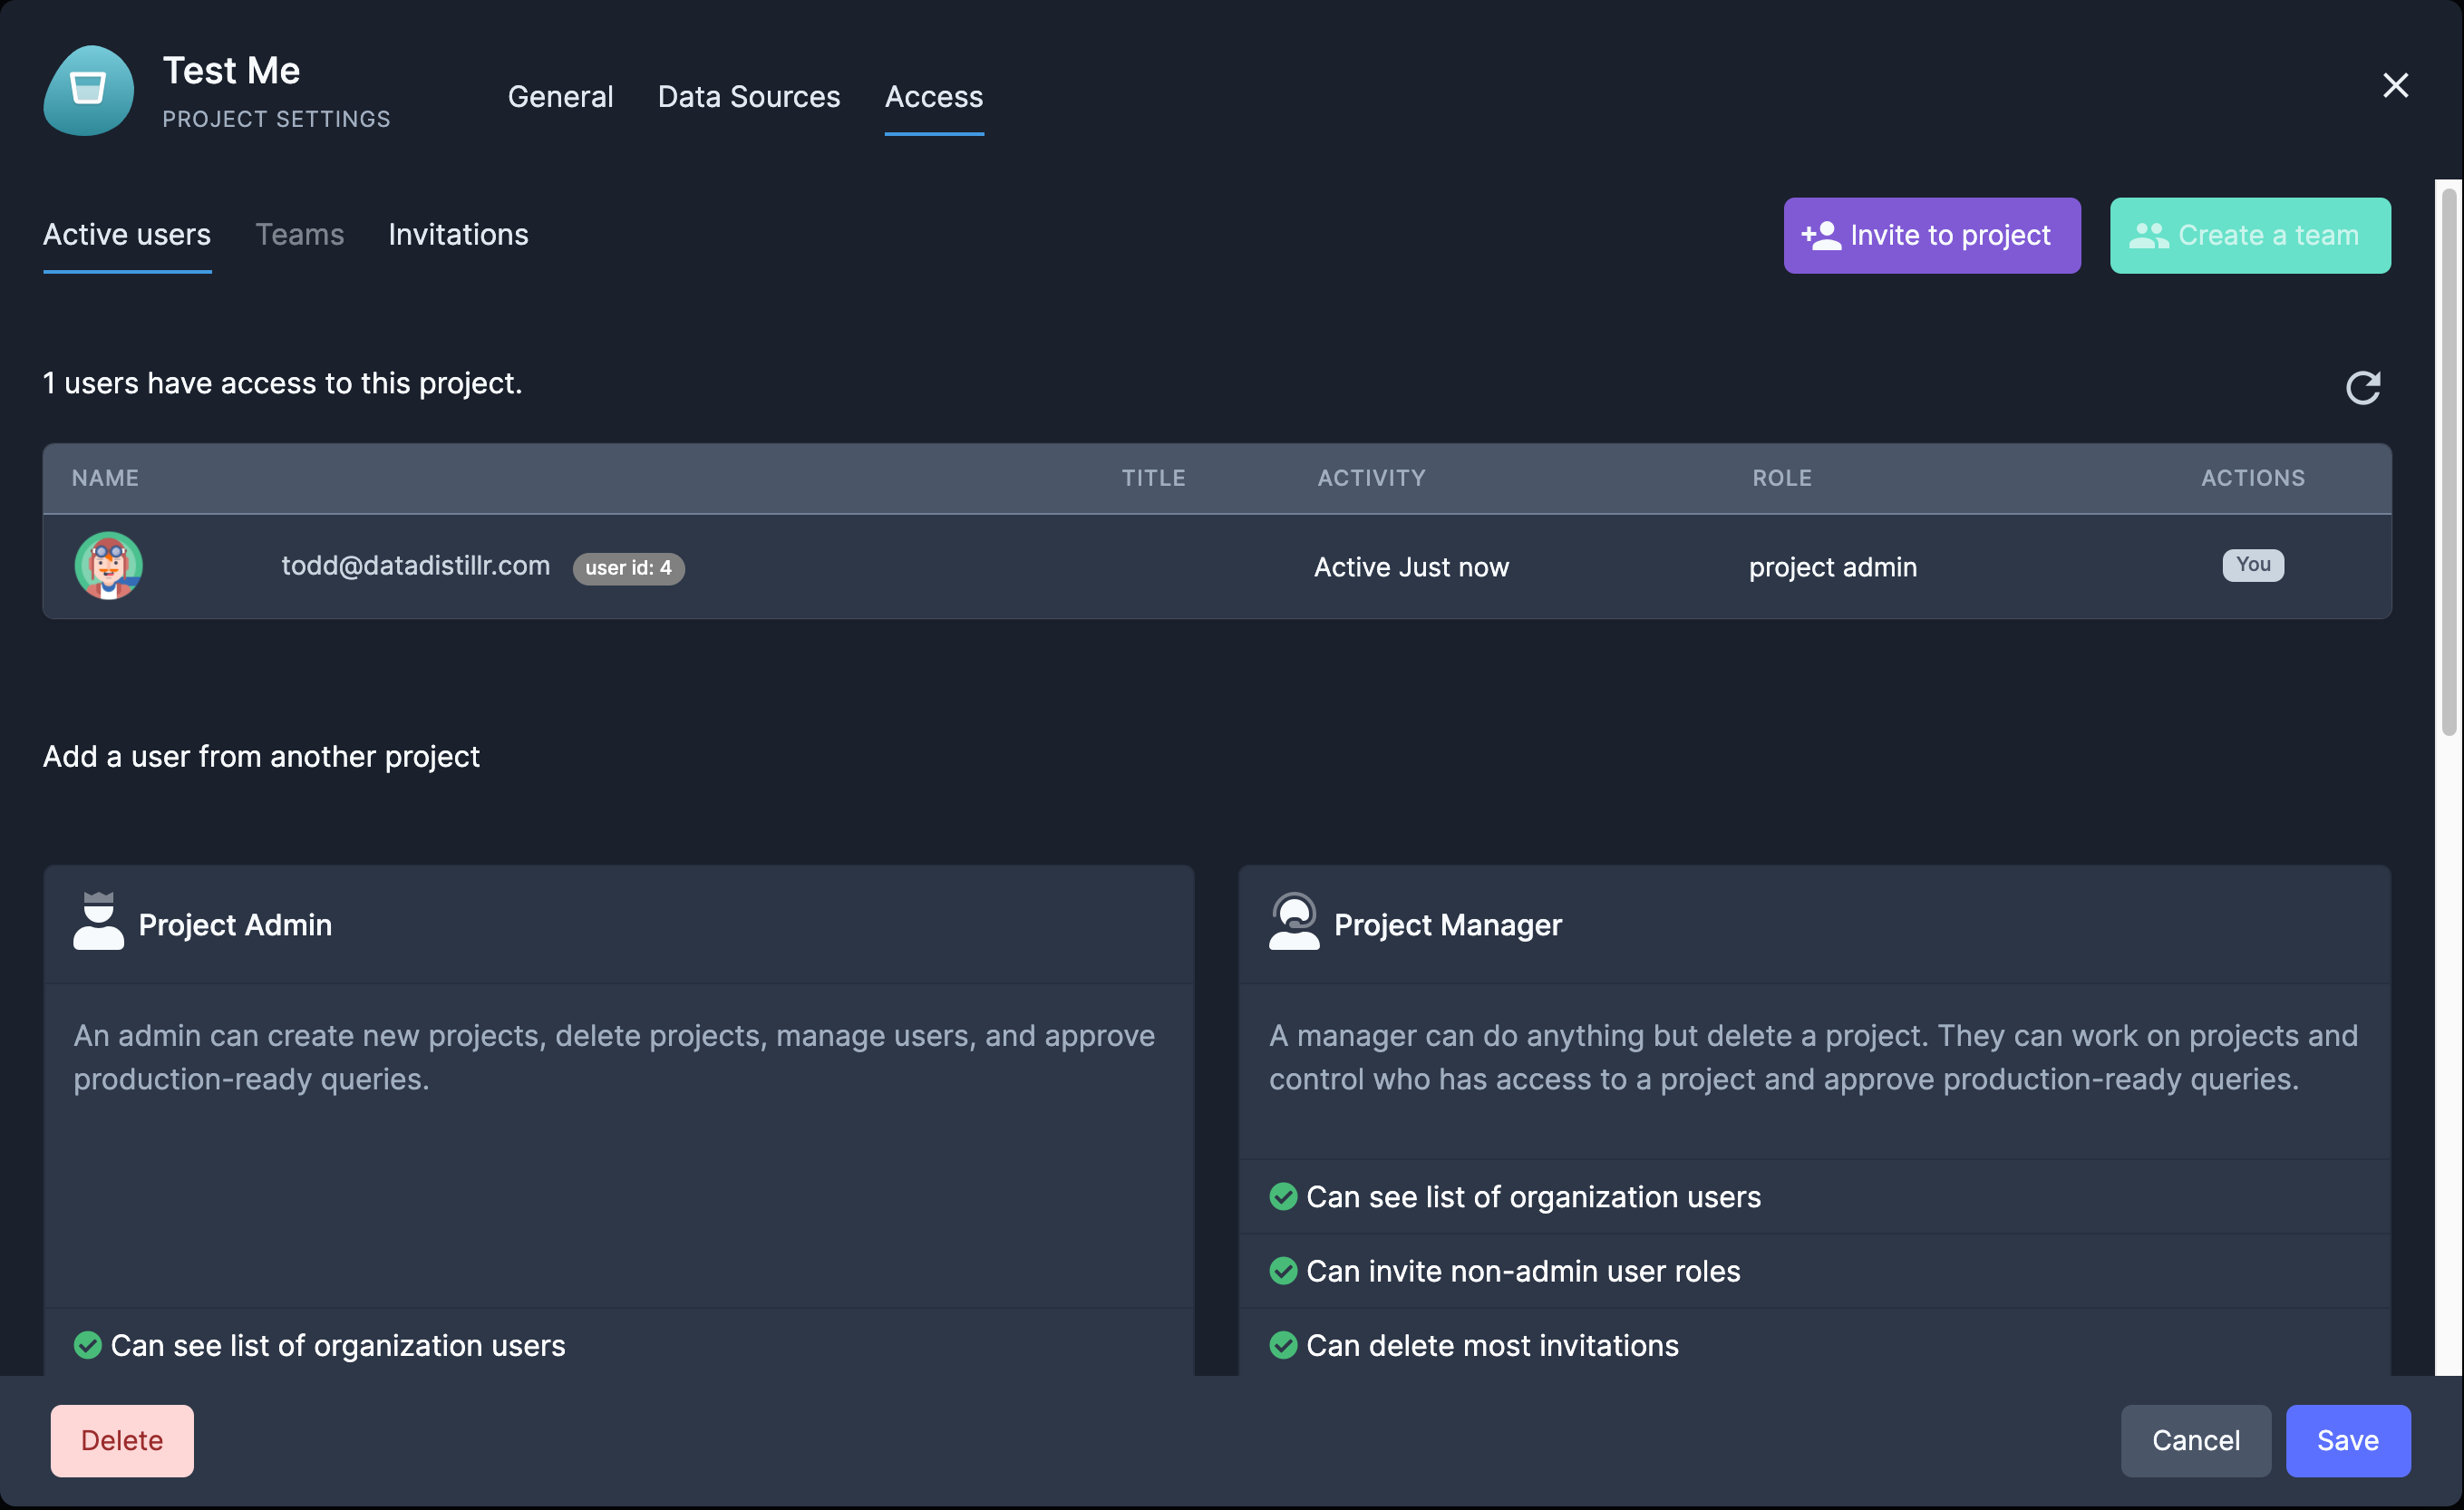 Test Me
PROJECT SETTINGS
General
Data Sources
Access
Active users
Teams
Invitations
Invite to project
Create a team
1 users have access to this project.
NAME
TITLE
ACTIVITY
ROLE
ACTIONS
todd@datadistillr.com
user id: 4
Active Just now
project admin
You
Add a user from another project
Project Admin
An admin can create new projects, delete projects, manage users, and approve
production-ready queries.
Can see list of organization users
Project Manager
A manager can do anything but delete a project. They can work on projects and
control who has access to a project and approve production-ready queries.
Can see list of organization users
Can invite non-admin user roles
Can delete most invitations
Delete
Cancel
Save